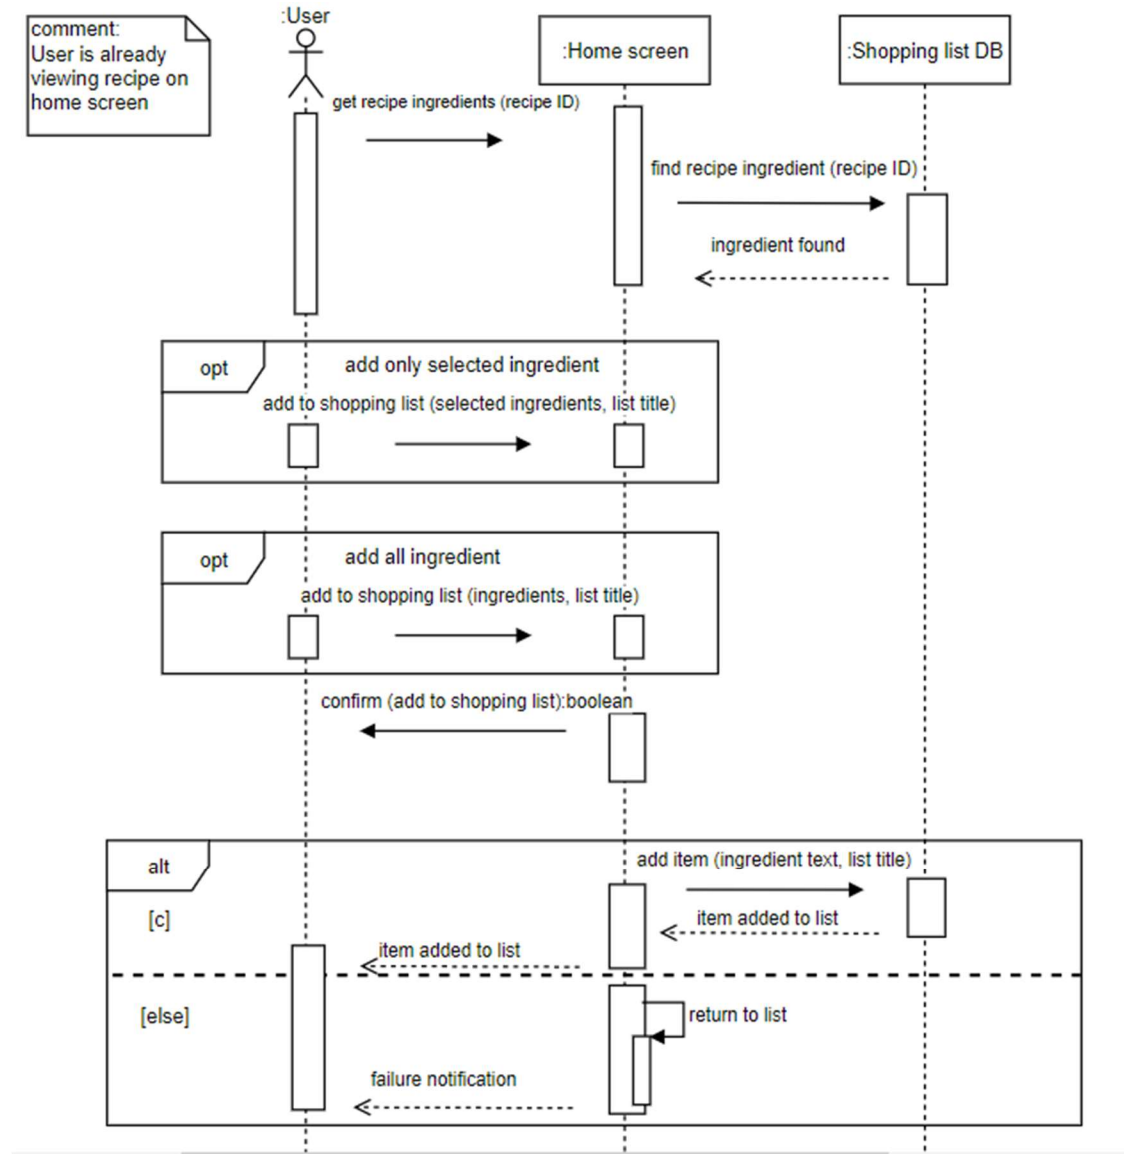 comment:
User is already
viewing recipe on
home screen
:User
:Home screen
:Shopping list DB
get recipe ingredients (recipe ID)
find recipe ingredient (recipe ID)
ingredient found
opt
add only selected ingredient
add to shopping list (selected ingredients, list title)
opt
add all ingredient
add to shopping list (ingredients, list title)
confirm (add to shopping list):boolean
alt
add item (ingredient text, list title)
[c]
item added to list
item added to list
[else]
return to list
failure notification